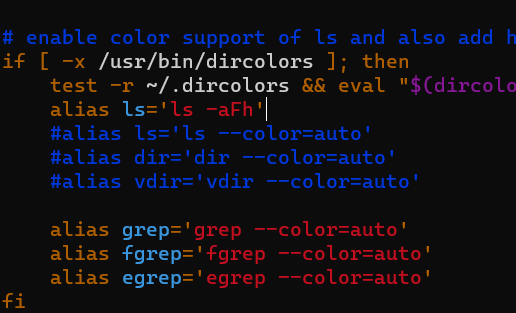 # enable color support of ls and also add h
if [ -x /usr/bin/dircolors ]; then
    test -r ~/.dircolors && eval "$(dircolo
    alias ls='ls -aFh'
    #alias ls='ls --color=auto'
    #alias dir='dir --color=auto'
    #alias vdir='vdir --color=auto'

    alias grep='grep --color=auto'
    alias fgrep='fgrep --color=auto'
    alias egrep='egrep --color=auto'
fi